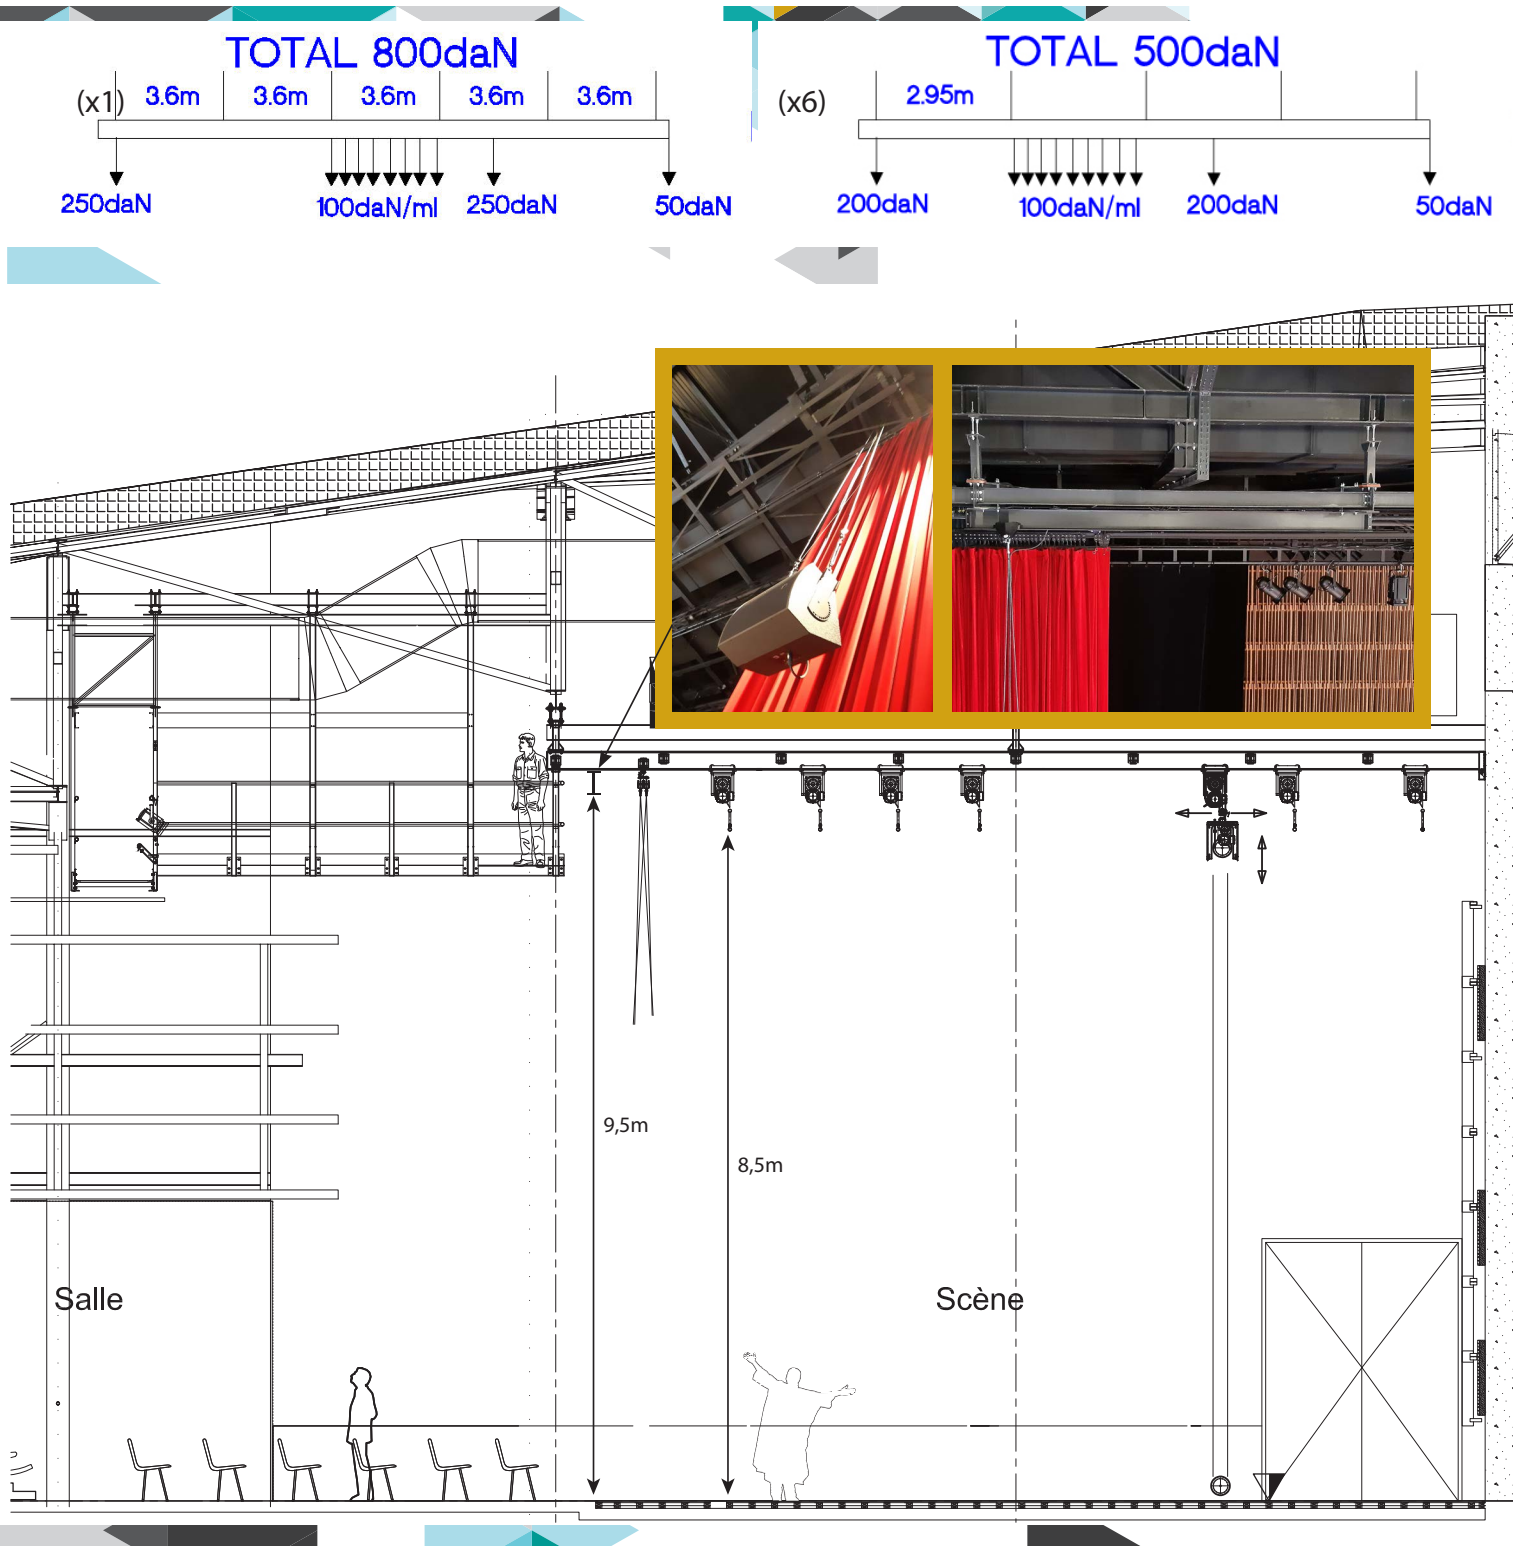 TOTAL 800daN
(x1) 3.6m 3.6m 3.6m 3.6m 3.6m
250daN 100daN/ml 250daN 50daN
TOTAL 500daN
(x6) 2.95m
200daN 100daN/ml 200daN 50daN
9,5m
8,5m
Salle
Scène